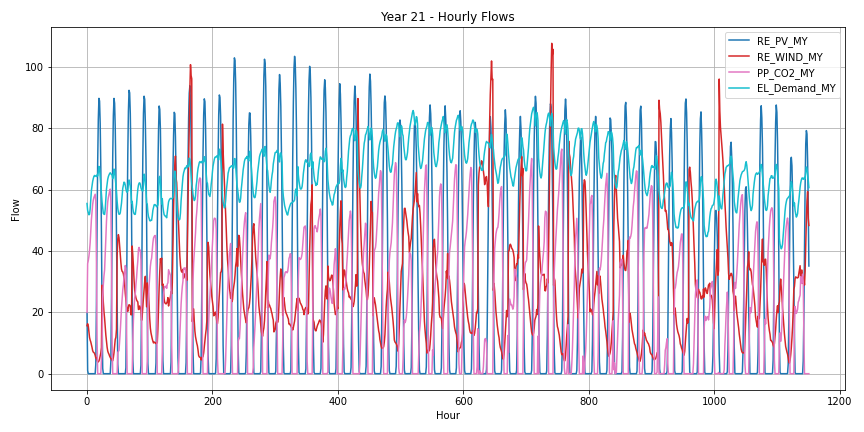 Year 21 - Hourly Flows
RE_PV_MY
RE_WIND_MY
PP_CO2_MY
EL_Demand_MY
100
80
60
40
20
0
Flow
0
200
400
600
800
1000
1200
Hour